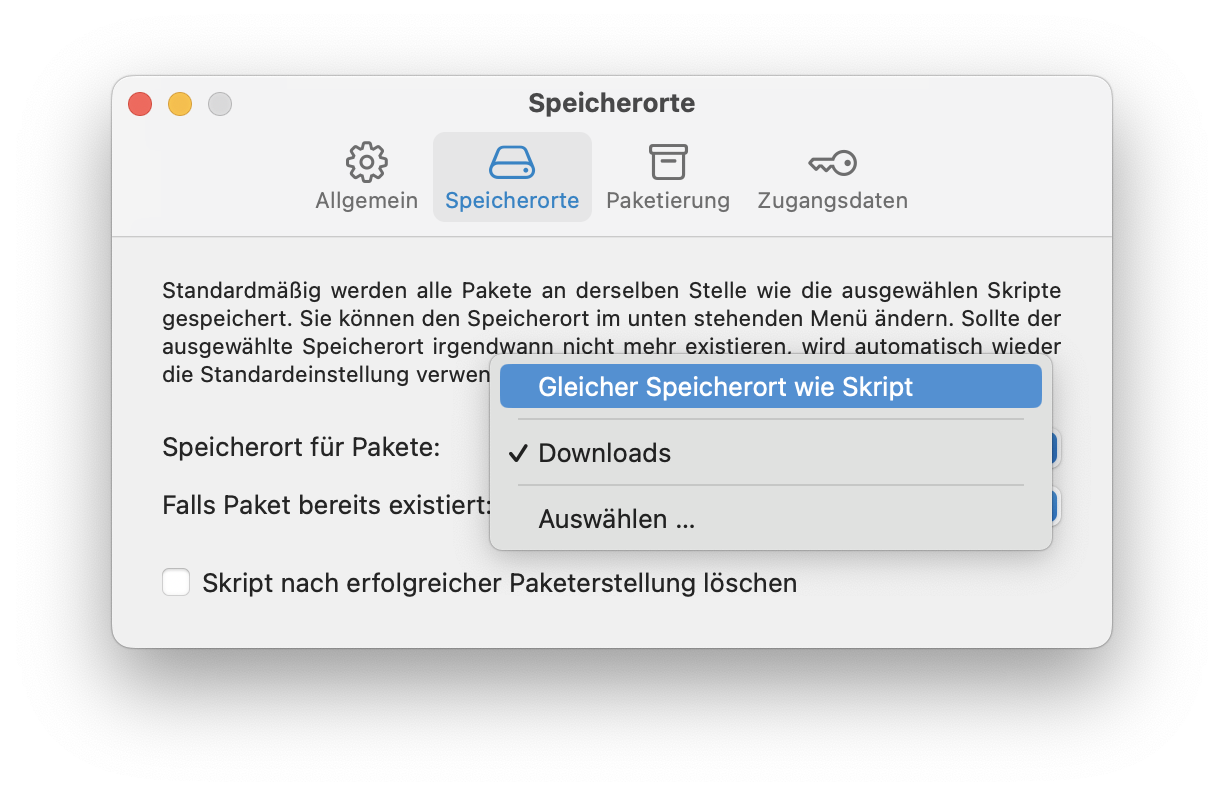 Speicherorte
Allgemein
Speicherorte
Paketierung
Zugangsdaten
Standardmäßig werden alle Pakete an derselben Stelle wie die ausgewählen Skripte
gespeichert. Sie können den Speicherort im unten stehenden Menü ändern. Sollte der
ausgewählte Speicherort irgendwann nicht mehr existieren, wird automatisch wieder
die Standardeinstellung verwen
Gleicher Speicherort wie Skript
Speicherort für Pakete:
✓ Downloads
Falls Paket bereits existiert:
Auswählen ...
Skript nach erfolgreicher Paketerstellung löschen